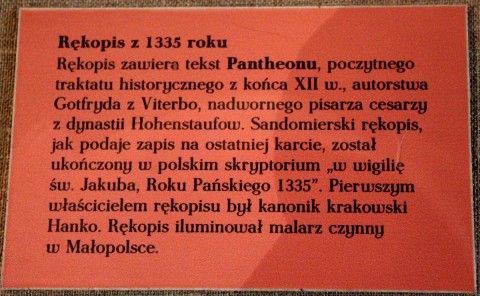 Rękopis z 1335 roku
Rękopis zawiera tekst Pantheonu, poczytnego
traktatu historycznego z końca XII w., autorstwa
Gotfryda z Viterbo, nadwornego pisarza cesarzy
z dynastii Hohenstaufow. Sandomierski rękopis,
jak podaje zapis na ostatniej karcie, został
ukończony w polskim skryptorium „w wigilię
św. Jakuba, Roku Pańskiego 1335”. Pierwszym
właścicielem rękopisu był kanonik krakowski
Hanko. Rękopis iluminował malarz czynny
w Małopolsce.